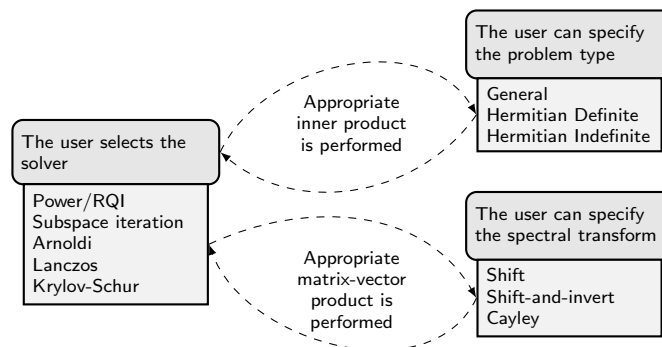 The user can specify
the problem type
General
Hermitian Definite
Hermitian Indefinite
Appropriate
inner product
is performed
The user selects the
solver
Power/RQI
Subspace iteration
Arnoldi
Lanczos
Krylov-Schur
The user can specify
the spectral transform
Shift
Shift-and-invert
Cayley
Appropriate
matrix-vector
product is
performed